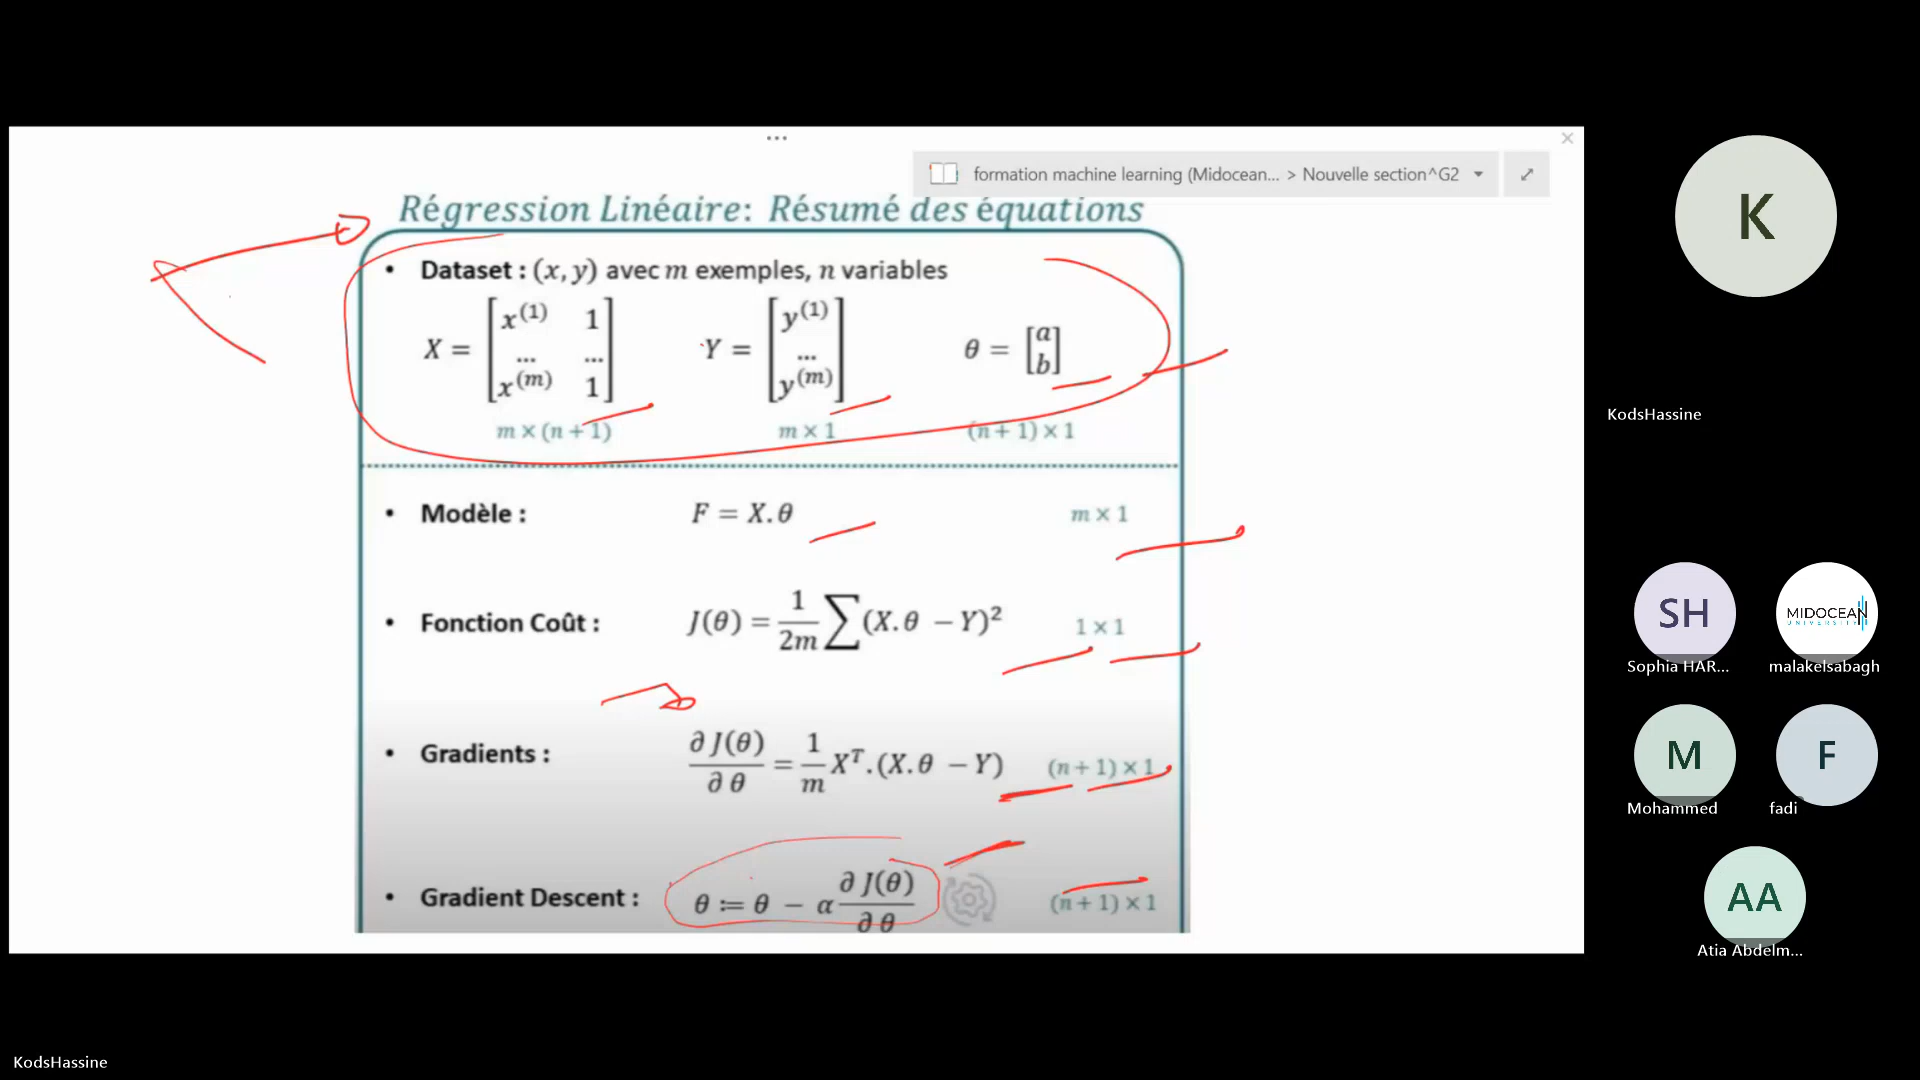 formation machine learning (Midocean... > Nouvelle section^G2
Régression Linéaire: Résumé des équations
• Dataset : (x, y) avec m exemples, n variables
X = [x^(1) 1 ... ... x^(m) 1] Y = [y^(1) ... y^(m)] θ = [a b]
m × (n + 1) m × 1 (n + 1) × 1
• Modèle : F = X.θ m × 1
• Fonction Coût : J(θ) = 1/2m ∑(X.θ − Y)² 1 × 1
• Gradients : ∂ J(θ)/∂ θ = 1/m X^T.(X.θ − Y) (n + 1) × 1
• Gradient Descent : θ ≔ θ − α ∂ J(θ)/∂ θ (n + 1) × 1
K
KodsHassine
SH
Sophia HAR...
MIDOCEAN
UNIVERSITY
malakelsabagh
M
Mohammed
F
fadi
AA
Atia Abdelm...
KodsHassine